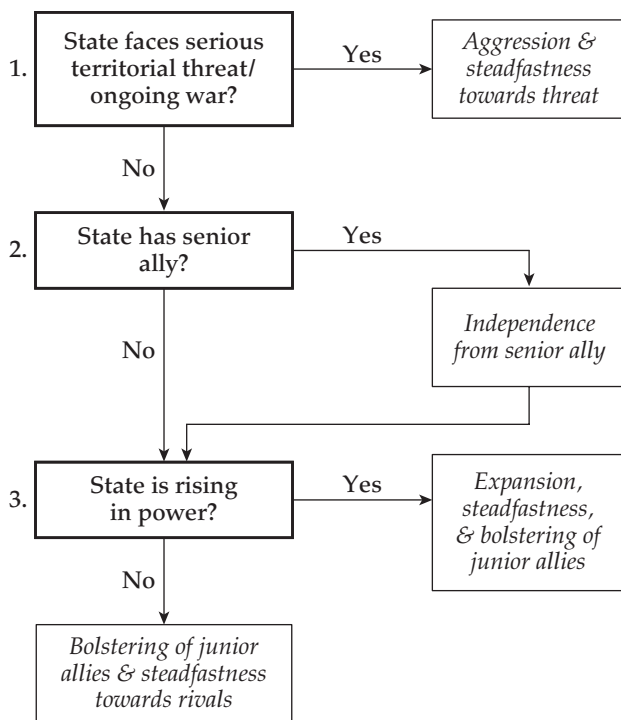 1.
State faces serious
territorial threat/
ongoing war?
Yes
Aggression &
steadfastness
towards threat
No
2.
State has senior
ally?
Yes
Independence
from senior ally
No
3.
State is rising
in power?
Yes
Expansion,
steadfastness,
& bolstering of
junior allies
No
Bolstering of junior
allies & steadfastness
towards rivals